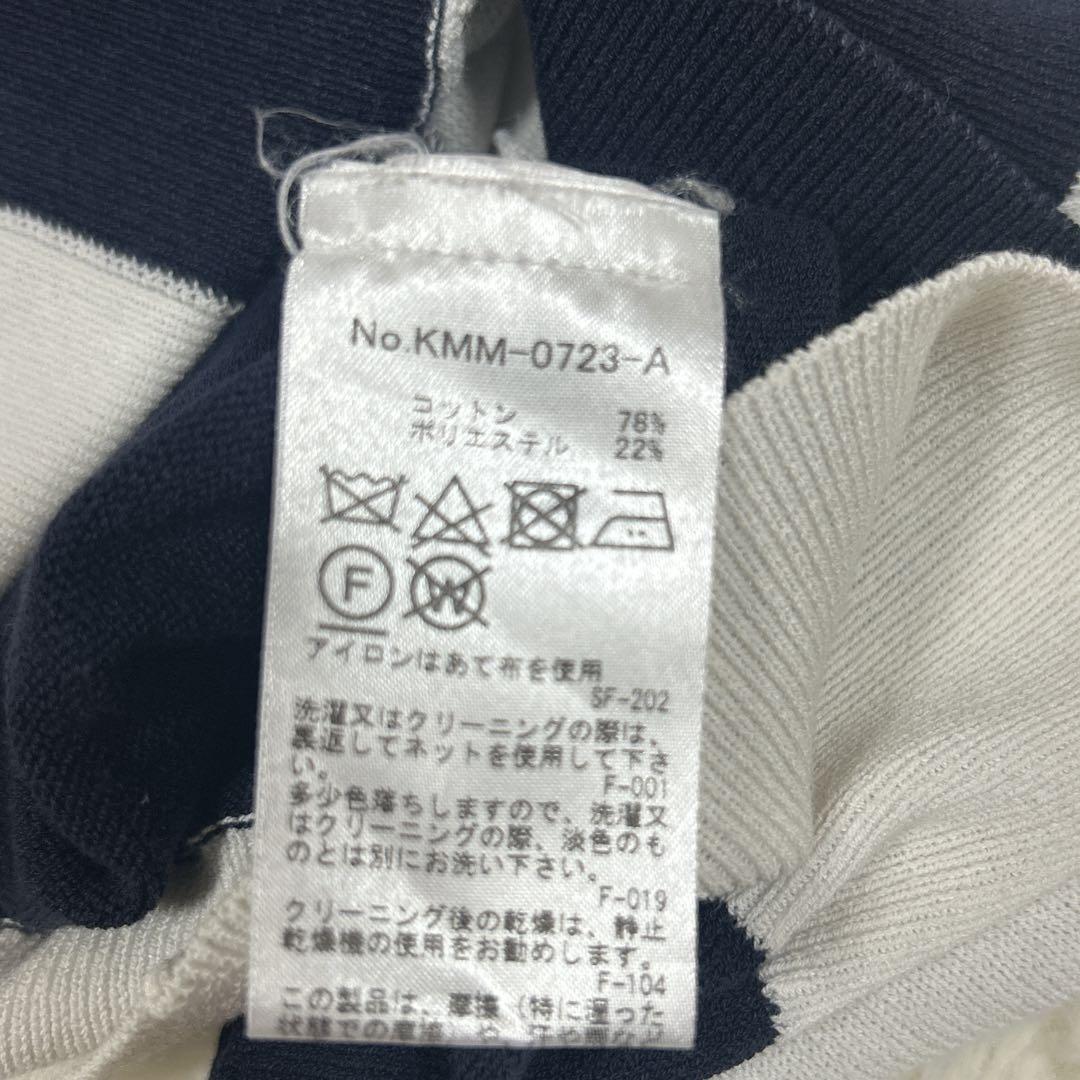 No.KMM-0723-A
コットン 78%
ポリエステル 22%
F
W
アイロンはあて布を使用
SF-202
洗濯又はクリーニングの際は、
裏返してネットを使用して下さ
い。
F-001
多少色落ちしますので、洗濯又
はクリーニングの際、淡色のも
のとは別にお洗い下さい。
F-019
クリーニング後の乾燥は、静止
乾燥機の使用をお勧めします。
F-104
この製品は、摩擦（特に湿った
状態での摩擦）や、汗や雨など